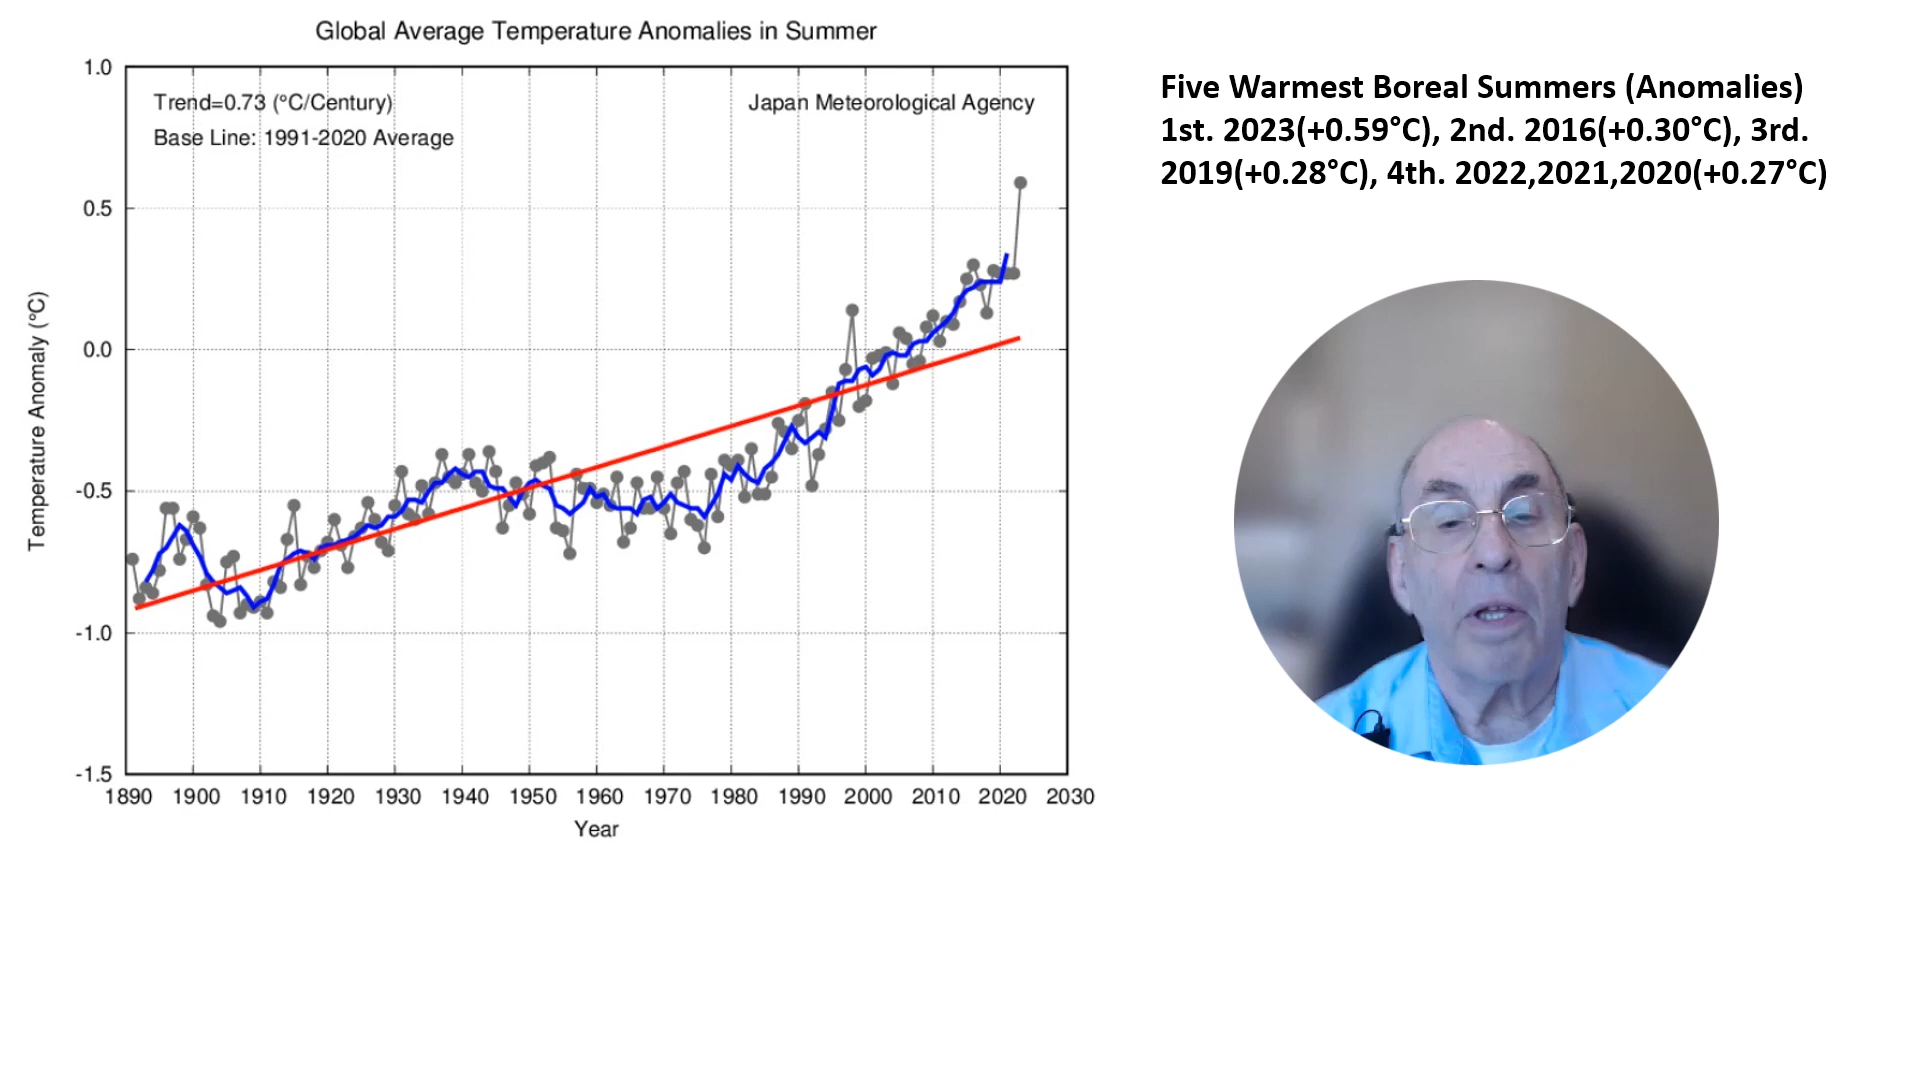 Global Average Temperature Anomalies in Summer
1.0
Trend=0.73 (°C/Century)
Japan Meteorological Agency
Base Line: 1991-2020 Average
0.5
0.0
-0.5
-1.0
-1.5
Temperature Anomaly (°C)
1890 1900 1910 1920 1930 1940 1950 1960 1970 1980 1990 2000 2010 2020 2030
Year
Five Warmest Boreal Summers (Anomalies)
1st. 2023(+0.59°C), 2nd. 2016(+0.30°C), 3rd.
2019(+0.28°C), 4th. 2022,2021,2020(+0.27°C)